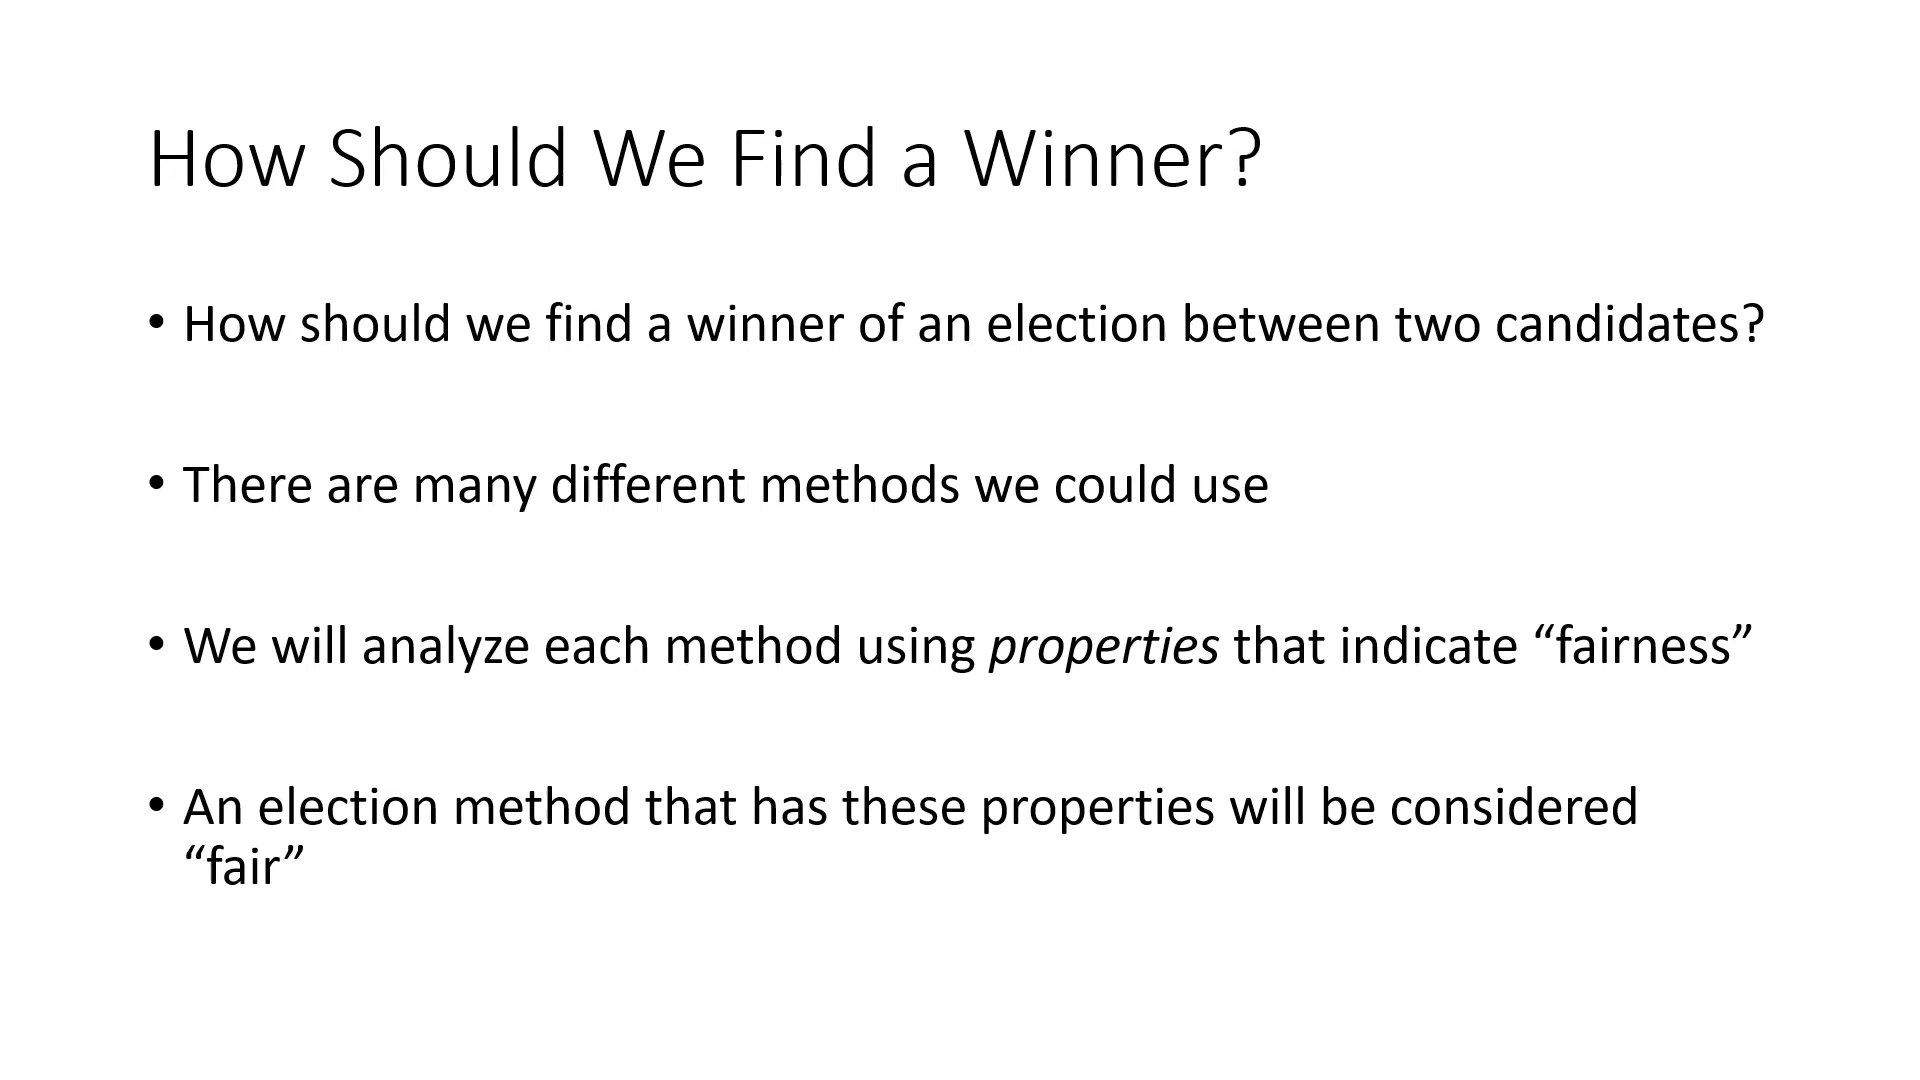 How Should We Find a Winner?
• How should we find a winner of an election between two candidates?
• There are many different methods we could use
• We will analyze each method using properties that indicate “fairness”
• An election method that has these properties will be considered
“fair”